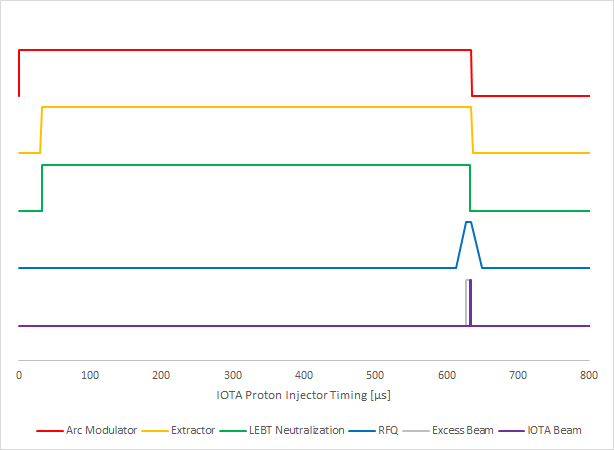 0 100 200 300 400 500 600 700 800
IOTA Proton Injector Timing [µs]
Arc Modulator Extractor LEBT Neutralization RFQ Excess Beam IOTA Beam